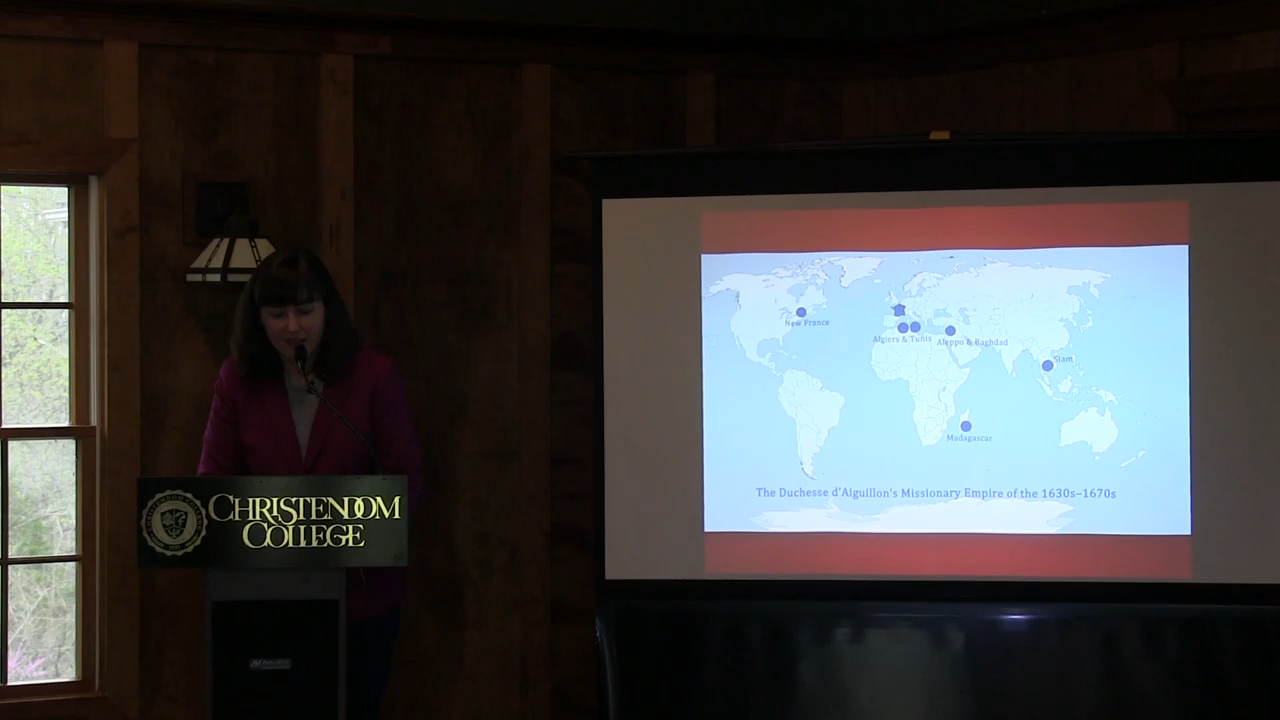 CHRISTENDOM
COLLEGE
New France
Algiers & Tunis
Aleppo & Baghdad
Siam
Madagascar
The Duchesse d'Aiguillon's Missionary Empire of the 1630s–1670s